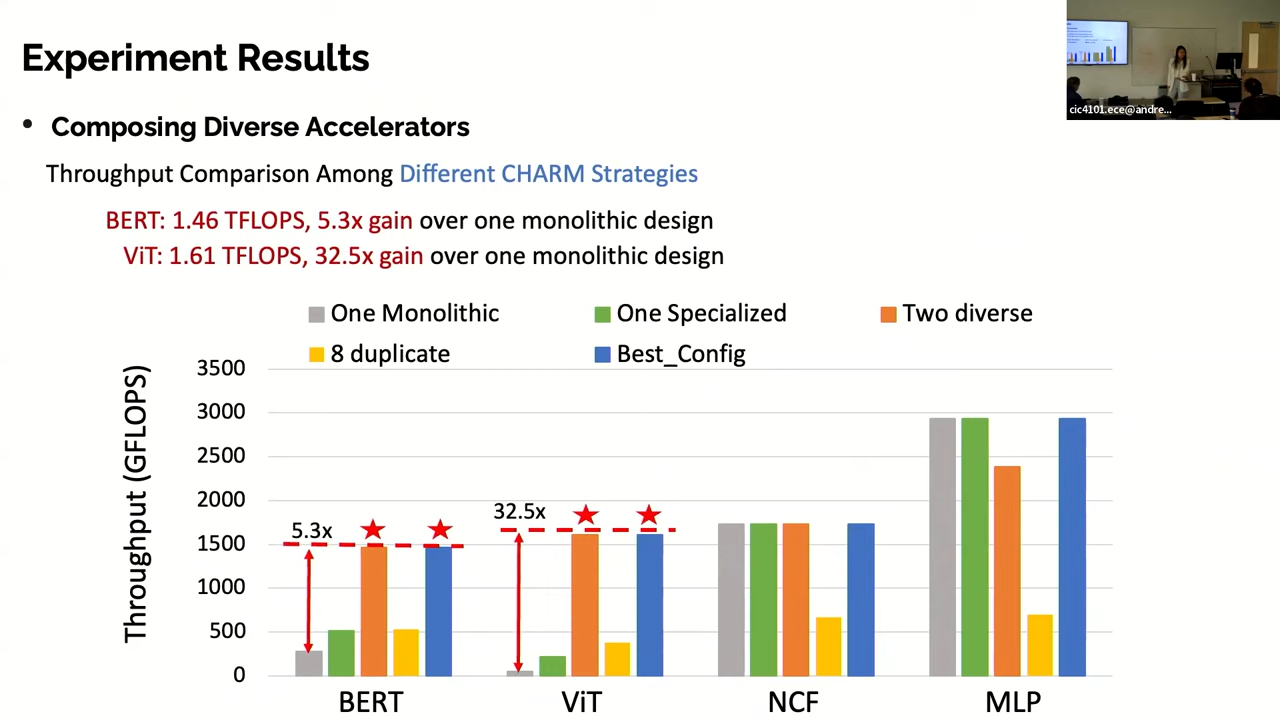 Experiment Results
cic4101.ece@andre...
• Composing Diverse Accelerators
Throughput Comparison Among Different CHARM Strategies
BERT: 1.46 TFLOPS, 5.3x gain over one monolithic design
ViT: 1.61 TFLOPS, 32.5x gain over one monolithic design
One Monolithic
One Specialized
Two diverse
8 duplicate
Best_Config
Throughput (GFLOPS)
3500
3000
2500
2000
1500
1000
500
0
5.3x
32.5x
BERT
ViT
NCF
MLP